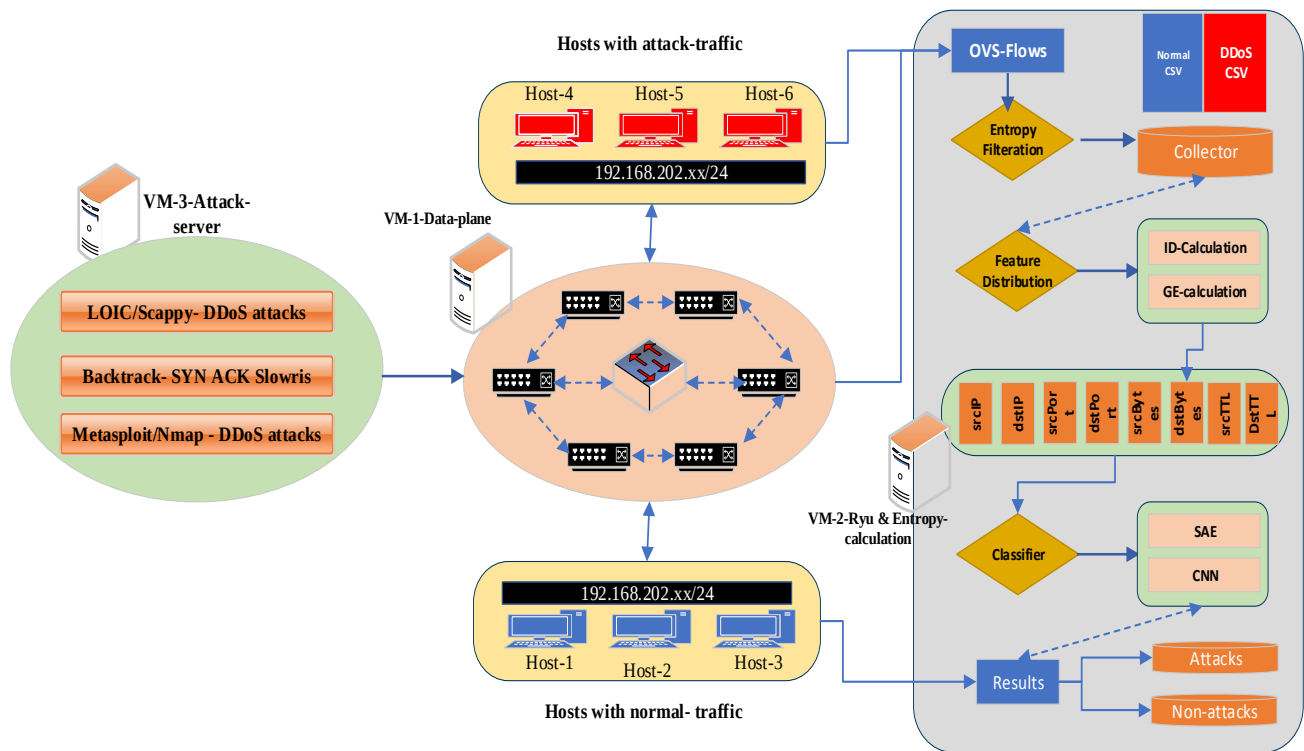 Hosts with attack-traffic
Host-4
Host-5
Host-6
192.168.202.xx/24
VM-3-Attack-
server
LOIC/Scappy- DDoS attacks
Backtrack- SYN ACK Slowris
Metasploit/Nmap - DDoS attacks
VM-1-Data-plane
192.168.202.xx/24
Host-1
Host-2
Host-3
Hosts with normal- traffic
OVS-Flows
Normal
CSV
DDoS
CSV
Entropy
Filteration
Collector
Feature
Distribution
ID-Calculation
GE-calculation
srcIP
dstIP
srcPor
t
dstPo
rt
srcByt
es
dstByt
es
srcTTL
DstTT
L
VM-2-Ryu & Entropy-
calculation
Classifier
SAE
CNN
Results
Attacks
Non-attacks